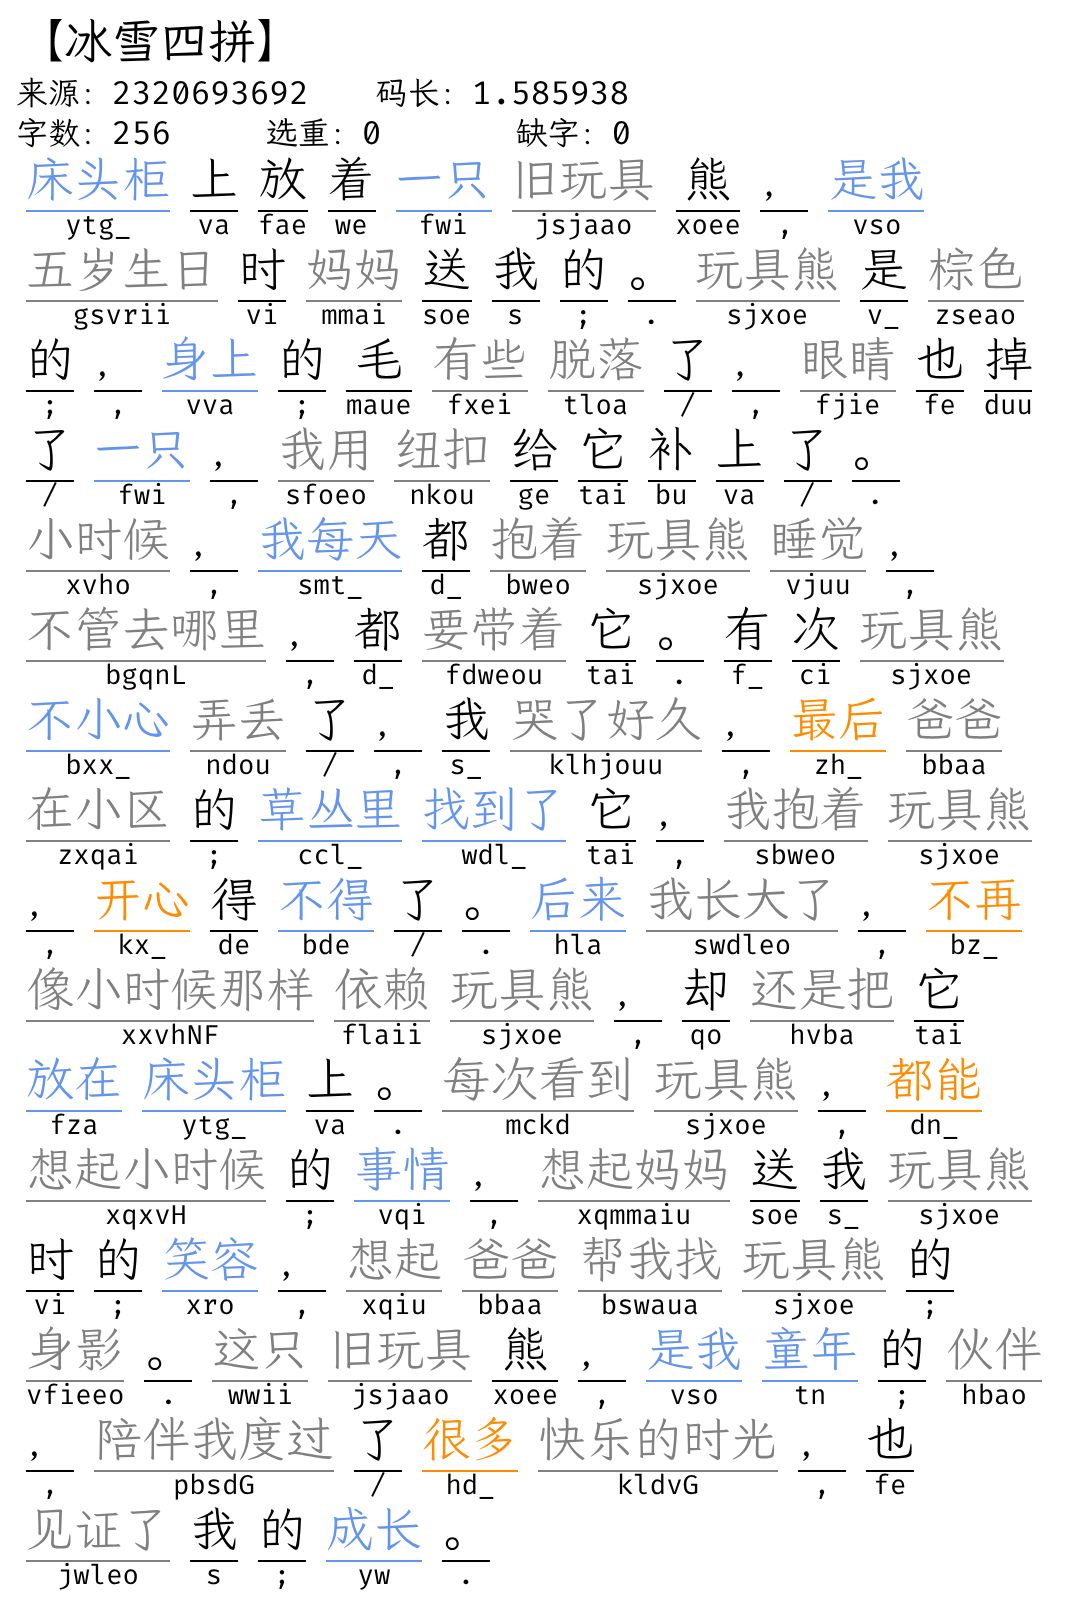 【冰雪四拼】
来源：2320693692 码长：1.585938
字数：256 选重：0 缺字：0
床头柜 上 放 着 一只 旧玩具 熊 ， 是我
ytg_ va fae we fwi jsjaao xoee , vso
五岁生日 时 妈妈 送 我 的 。 玩具熊 是 棕色
gsvrii vi mmai soe s ; . sjxoe v_ zseao
的 ， 身上 的 毛 有些 脱落 了 ， 眼睛 也 掉
; , vva ; maue fxei tloa / , fjie fe duu
了 一只 ， 我用 纽扣 给 它 补 上 了 。
/ fwi , sfoeo nkou ge tai bu va / .
小时候 ， 我每天 都 抱着 玩具熊 睡觉 ，
xvho , smt_ d_ bweo sjxoe vjuu ,
不管去哪里 ， 都 要带着 它 。 有 次 玩具熊
bgqnL , d_ fdweou tai . f_ ci sjxoe
不小心 弄丢 了 ， 我 哭了好久 ， 最后 爸爸
bxx_ ndou / , s_ klhjouu , zh_ bbaa
在小区 的 草丛里 找到了 它 ， 我抱着 玩具熊
zxqai ; ccl_ wdl_ tai , sbweo sjxoe
， 开心 得 不得 了 。 后来 我长大了 ， 不再
, kx_ de bde / . hla swdleo , bz_
像小时候那样 依赖 玩具熊 ， 却 还是把 它
xxvhNF flaii sjxoe , qo hvba tai
放在 床头柜 上 。 每次看到 玩具熊 ， 都能
fza ytg_ va . mckd sjxoe , dn_
想起小时候 的 事情 ， 想起妈妈 送 我 玩具熊
xqxvH ; vqi , xqmmaiu soe s_ sjxoe
时 的 笑容 ， 想起 爸爸 帮我找 玩具熊 的
vi ; xro , xqiu bbaa bswaua sjxoe ;
身影 。 这只 旧玩具 熊 ， 是我 童年 的 伙伴
vfieeo . wwii jsjaao xoee , vso tn ; hbao
， 陪伴我度过 了 很多 快乐的时光 ， 也
, pbsdG / hd_ kldvG , fe
见证了 我 的 成长 。
jwleo s ; yw .